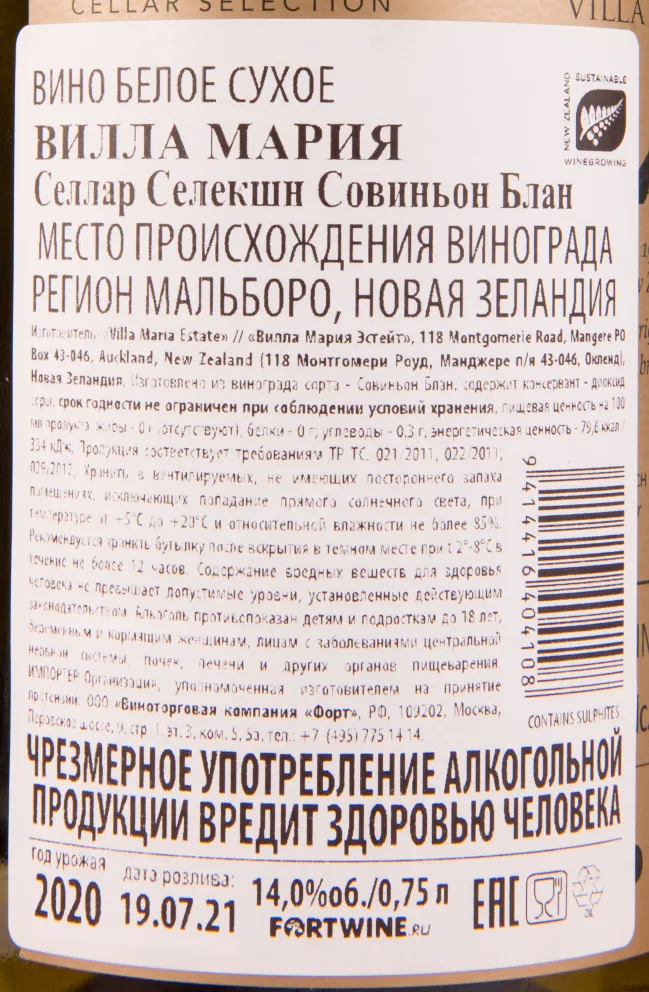 CELLAR SELECTION
VILLA
ВИНО БЕЛОЕ СУХОЕ
ВИЛЛА МАРИЯ
Селлар Селекшн Совиньон Блан
SUSTAINABLE
NEW ZEALAND
WINEGROWING
МЕСТО ПРОИСХОЖДЕНИЯ ВИНОГРАДА
РЕГИОН МАЛЬБОРО, НОВАЯ ЗЕЛАНДИЯ
Изготовитель «Villa Maria Estate» // «Вилла Мария Эстейт», 118 Montgomerie Road, Mangere PO
Box 43-046, Auckland, New Zealand (118 Монтгомери Роуд, Манджере п/я 43-046, Окленд),
Новая Зеландия. Изготовлено из винограда сорта - Совиньон Блан; содержит консервант - диоксид
серы. срок годности не ограничен при соблюдении условий хранения. пищевая ценность на 100
мл продукта: жиры - 0 г (отсутствуют), белки - 0 г; углеводы - 0,3 г, энергетическая ценность - 79,6 ккал /
334 кДж. Продукция соответствует требованиям ТР ТС. 021/2011, 022/2011;
029/2012. Хранить в вентилируемых, не имеющих постороннего запаха
помещениях, исключающих попадание прямого солнечного света, при
температуре от +5°С до +20°С и относительной влажности не более 85%.
Рекомендуется хранить бутылку после вскрытия в темном месте при t 2°-8°С в
течение не более 12 часов. Содержание вредных веществ для здоровья
человека не превышает допустимые уровни, установленные действующим
законодательством. Алкоголь противопоказан детям и подросткам до 18 лет,
беременным и кормящим женщинам, лицам с заболеваниями центральной
нервной системы, почек, печени и других органов пищеварения.
ИМПОРТЕР Организация, уполномоченная изготовителем на принятие
претензий: ООО «Виноторговая компания «Форт», РФ, 109202, Москва,
Перовское шоссе, 9, стр. 1, эт. 3, ком. 5, 5а, тел.: +7 (495) 775 14 14
9 414416 404108
CONTAINS SULPHITES
ЧРЕЗМЕРНОЕ УПОТРЕБЛЕНИЕ АЛКОГОЛЬНОЙ
ПРОДУКЦИИ ВРЕДИТ ЗДОРОВЬЮ ЧЕЛОВЕКА
год урожая
2020
дата розлива:
19.07.21
14,0%об./0,75 л
FORTWINE.RU
ЕАС